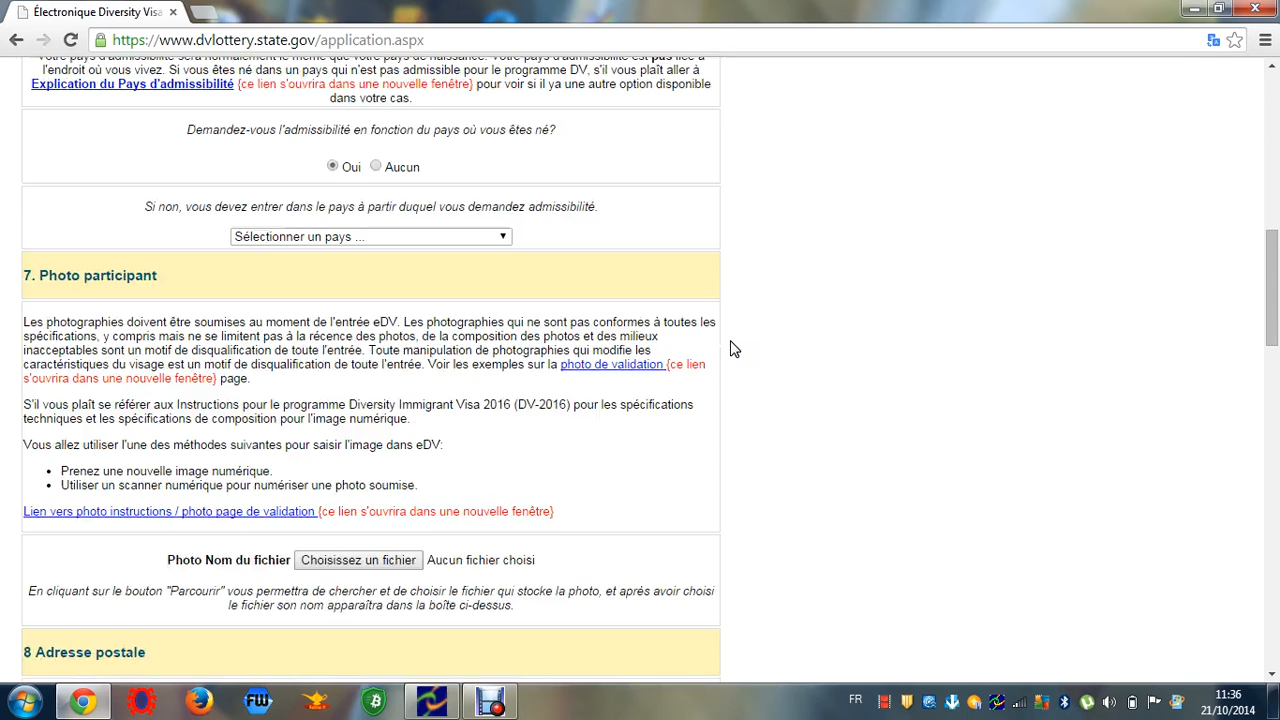 Électronique Diversity Visa
https://www.dvlottery.state.gov/application.aspx
l'endroit où vous vivez. Si vous êtes né dans un pays qui n'est pas admissible pour le programme DV, s'il vous plaît aller à
Explication du Pays d'admissibilité {ce lien s'ouvrira dans une nouvelle fenêtre} pour voir si il ya une autre option disponible
dans votre cas.
Demandez-vous l'admissibilité en fonction du pays où vous êtes né?
Oui Aucun
Si non, vous devez entrer dans le pays à partir duquel vous demandez admissibilité.
Sélectionner un pays ...
7. Photo participant
Les photographies doivent être soumises au moment de l'entrée eDV. Les photographies qui ne sont pas conformes à toutes les
spécifications, y compris mais ne se limitent pas à la récence des photos, de la composition des photos et des milieux
inacceptables sont un motif de disqualification de toute l'entrée. Toute manipulation de photographies qui modifie les
caractéristiques du visage est un motif de disqualification de toute l'entrée. Voir les exemples sur la photo de validation {ce lien
s'ouvrira dans une nouvelle fenêtre} page.
S'il vous plaît se référer aux Instructions pour le programme Diversity Immigrant Visa 2016 (DV-2016) pour les spécifications
techniques et les spécifications de composition pour l'image numérique.
Vous allez utiliser l'une des méthodes suivantes pour saisir l'image dans eDV:
• Prenez une nouvelle image numérique.
• Utiliser un scanner numérique pour numériser une photo soumise.
Lien vers photo instructions / photo page de validation {ce lien s'ouvrira dans une nouvelle fenêtre}
Photo Nom du fichier Choisissez un fichier Aucun fichier choisi
En cliquant sur le bouton "Parcourir" vous permettra de chercher et de choisir le fichier qui stocke la photo, et après avoir choisi
le fichier son nom apparaîtra dans la boîte ci-dessus.
8 Adresse postale
FW
FR
11:36
21/10/2014